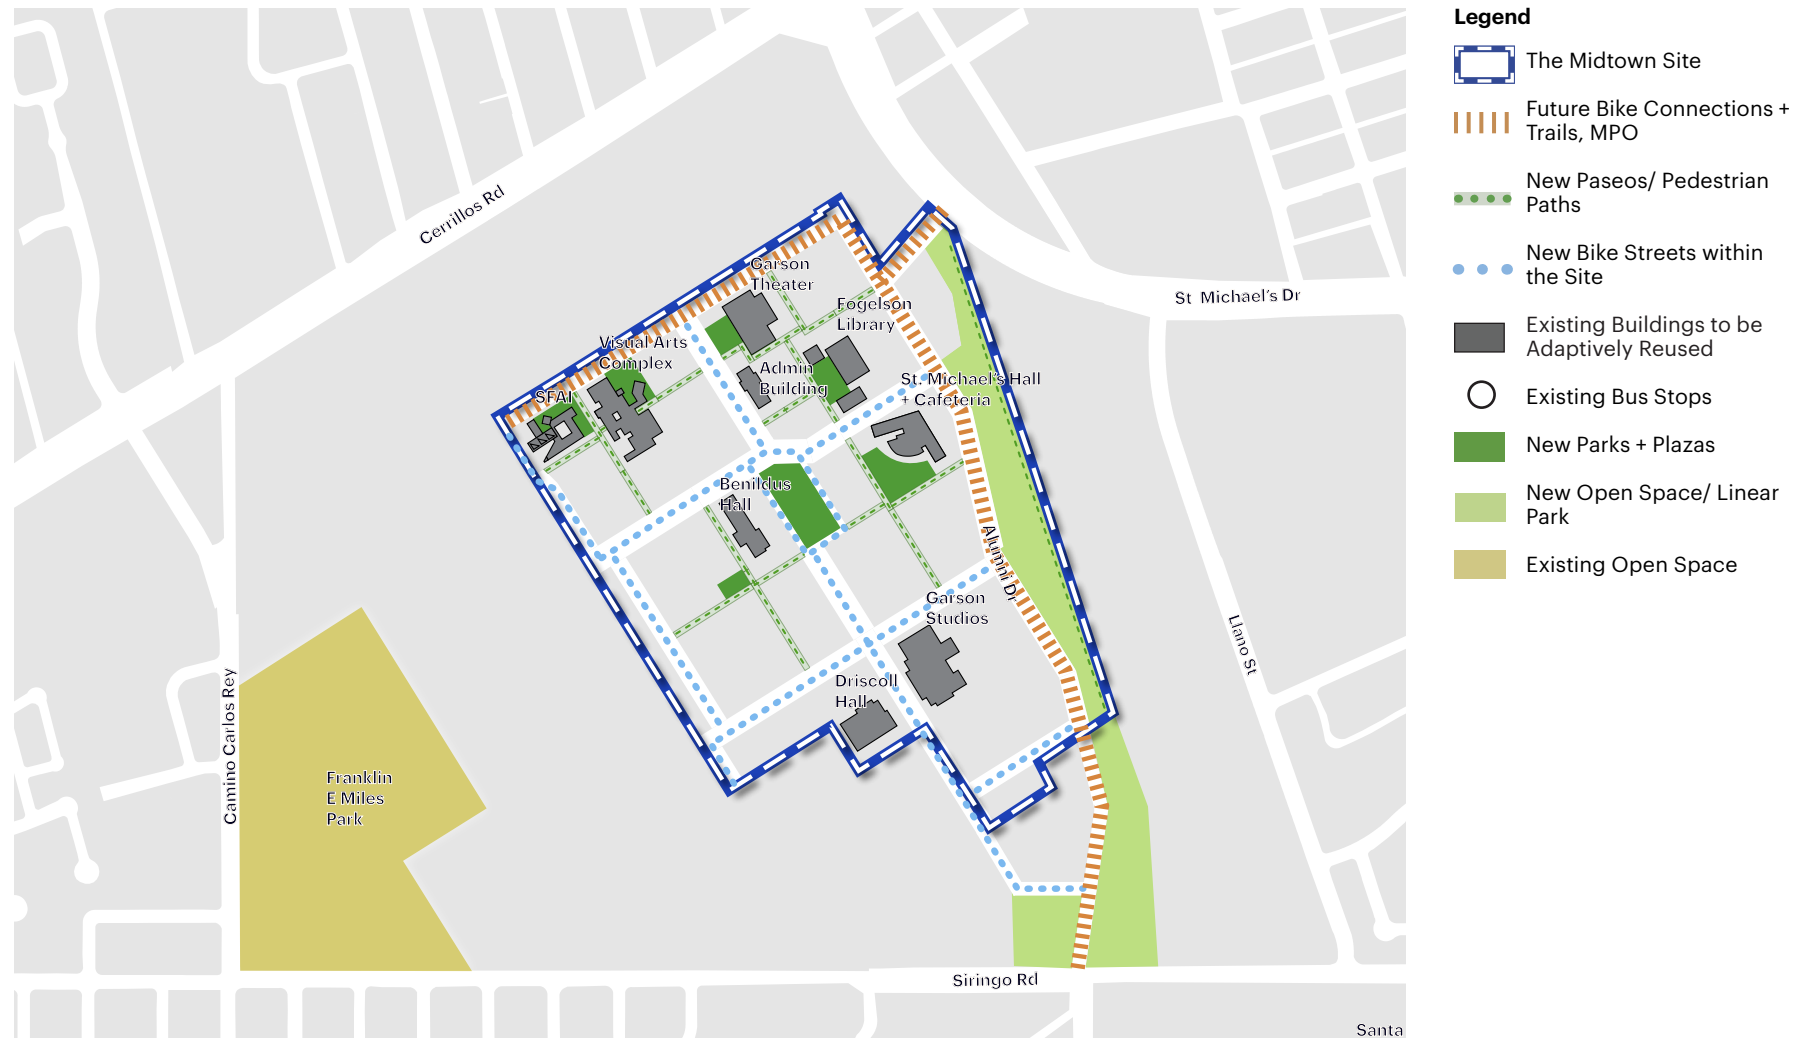 Legend
The Midtown Site
Future Bike Connections +
Trails, MPO
New Paseos/ Pedestrian
Paths
New Bike Streets within
the Site
Existing Buildings to be
Adaptively Reused
Existing Bus Stops
New Parks + Plazas
New Open Space/ Linear
Park
Existing Open Space
Cerrillos Rd
Garson
Theater
Fogelson
Library
St Michael's Dr
Visual Arts
Complex
Admin
Building
St. Michael's Hall
+ Cafeteria
SFAI
Benildus
Hall
Alumni Dr
Garson
Studios
Llano St
Driscoll
Hall
Camino Carlos Rey
Franklin
E Miles
Park
Siringo Rd
Santa